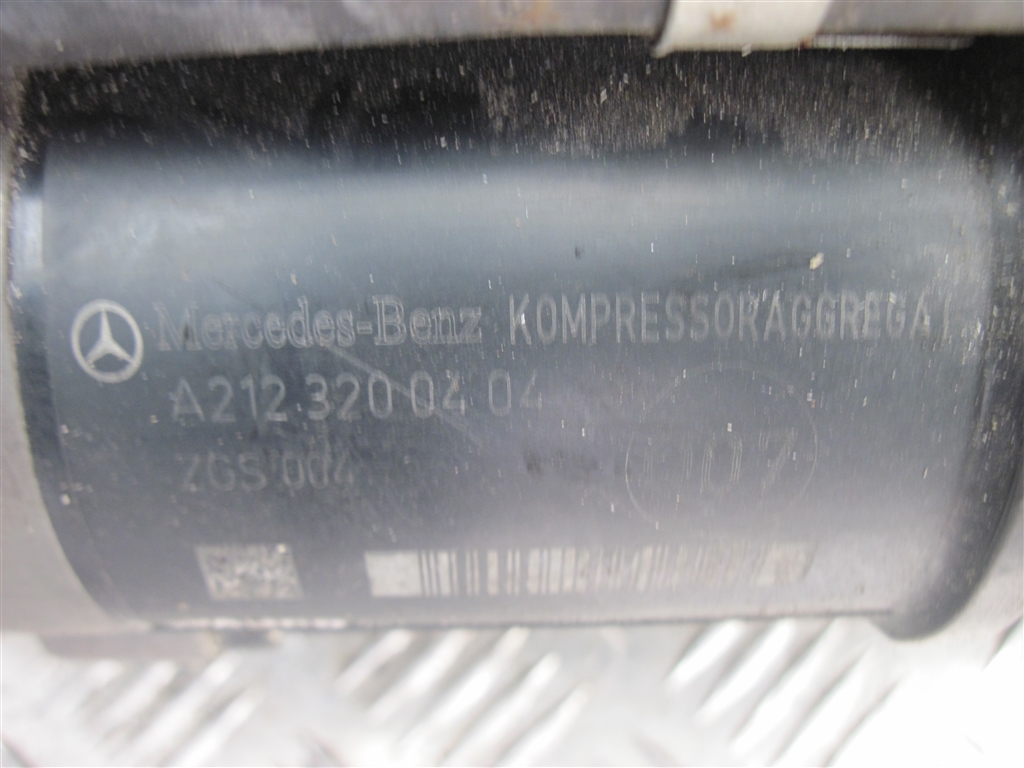 Mercedes-Benz KOMPRESSORAGGREGAT
A212 320 04 04
ZGS 004